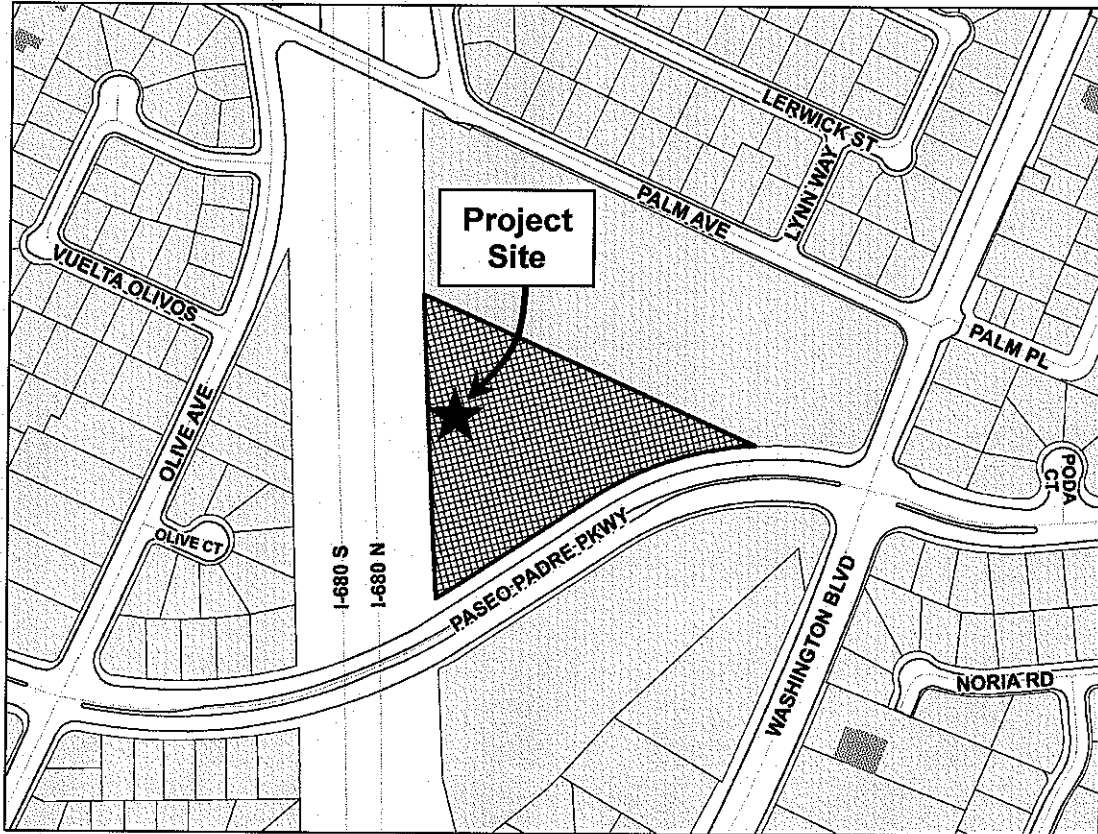 LERWICK ST
LYNN WAY
PALM AVE
Project
Site
VUELTA OLIVOS
PALM PL
OLIVE AVE
PODA
CT
OLIVE CT
I-680 S
I-680 N
PASEO PADRE PKWY
WASHINGTON BLVD
NORIA RD